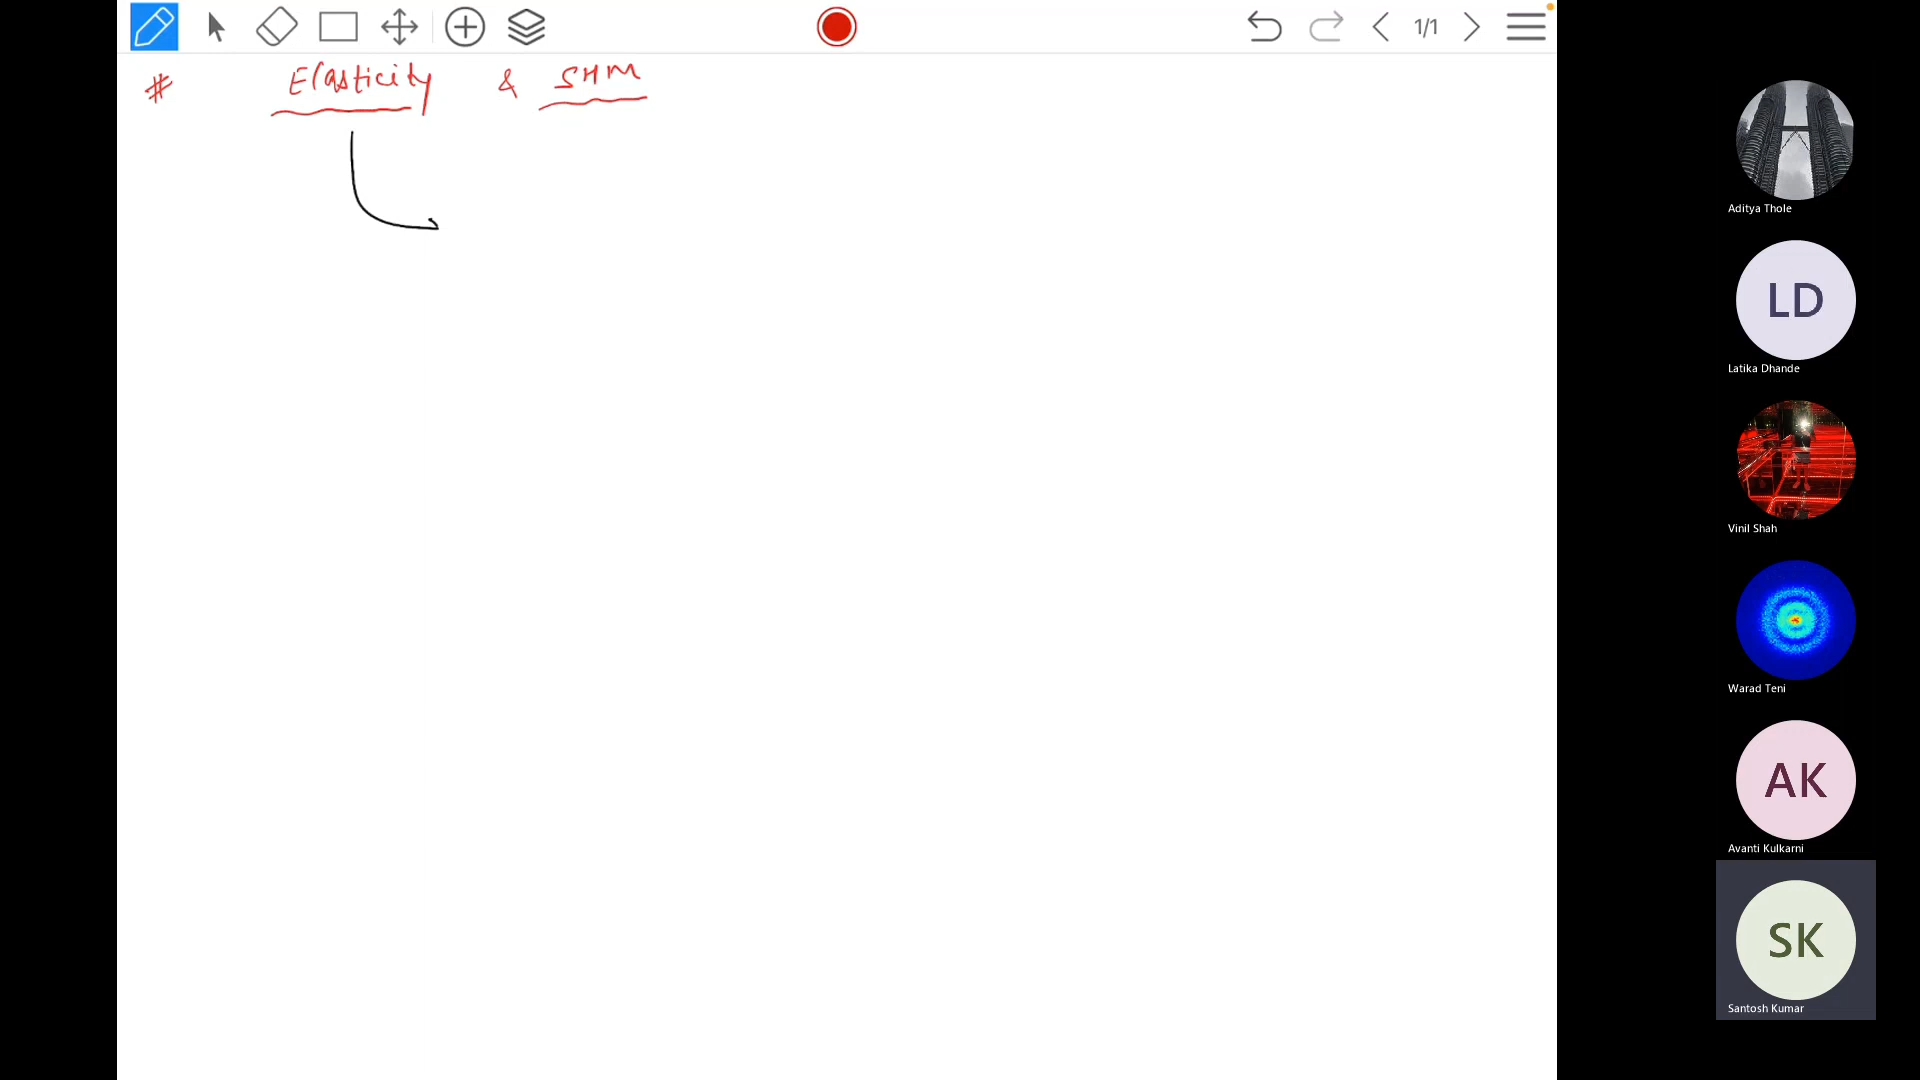 1/1
# Elasticity & SHM
Aditya Thole
LD
Latika Dhande
Vinil Shah
Warad Teni
AK
Avanti Kulkarni
SK
Santosh Kumar